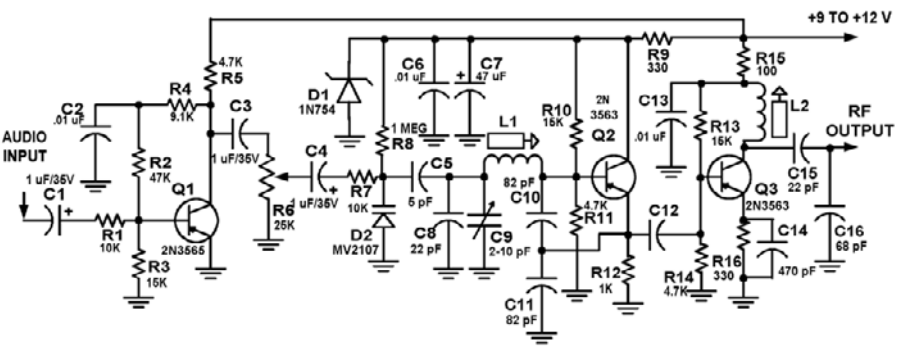 +9 TO +12 V
4.7K
R5
R4
9.1K
C2
.01 uF
C3
1 uF/35V
AUDIO
INPUT
1 uF/35V
C1
R2
47K
Q1
2N3565
R1
10K
R3
15K
R6
25K
C4
1 uF/35V
D1
1N754
1 MEG
R8
R7
10K
D2
MV2107
C6
.01 uF
C7
47 uF
C5
5 pF
C8
22 pF
C9
2-10 pF
L1
82 pF
C10
C11
82 pF
R10
15K
2N
3563
Q2
4.7K
R11
R12
1K
R9
330
C12
C13
.01 uF
R13
15K
R14
4.7K
R15
100
L2
RF
OUTPUT
C15
22 pF
Q3
2N3563
R16
330
C14
470 pF
C16
68 pF